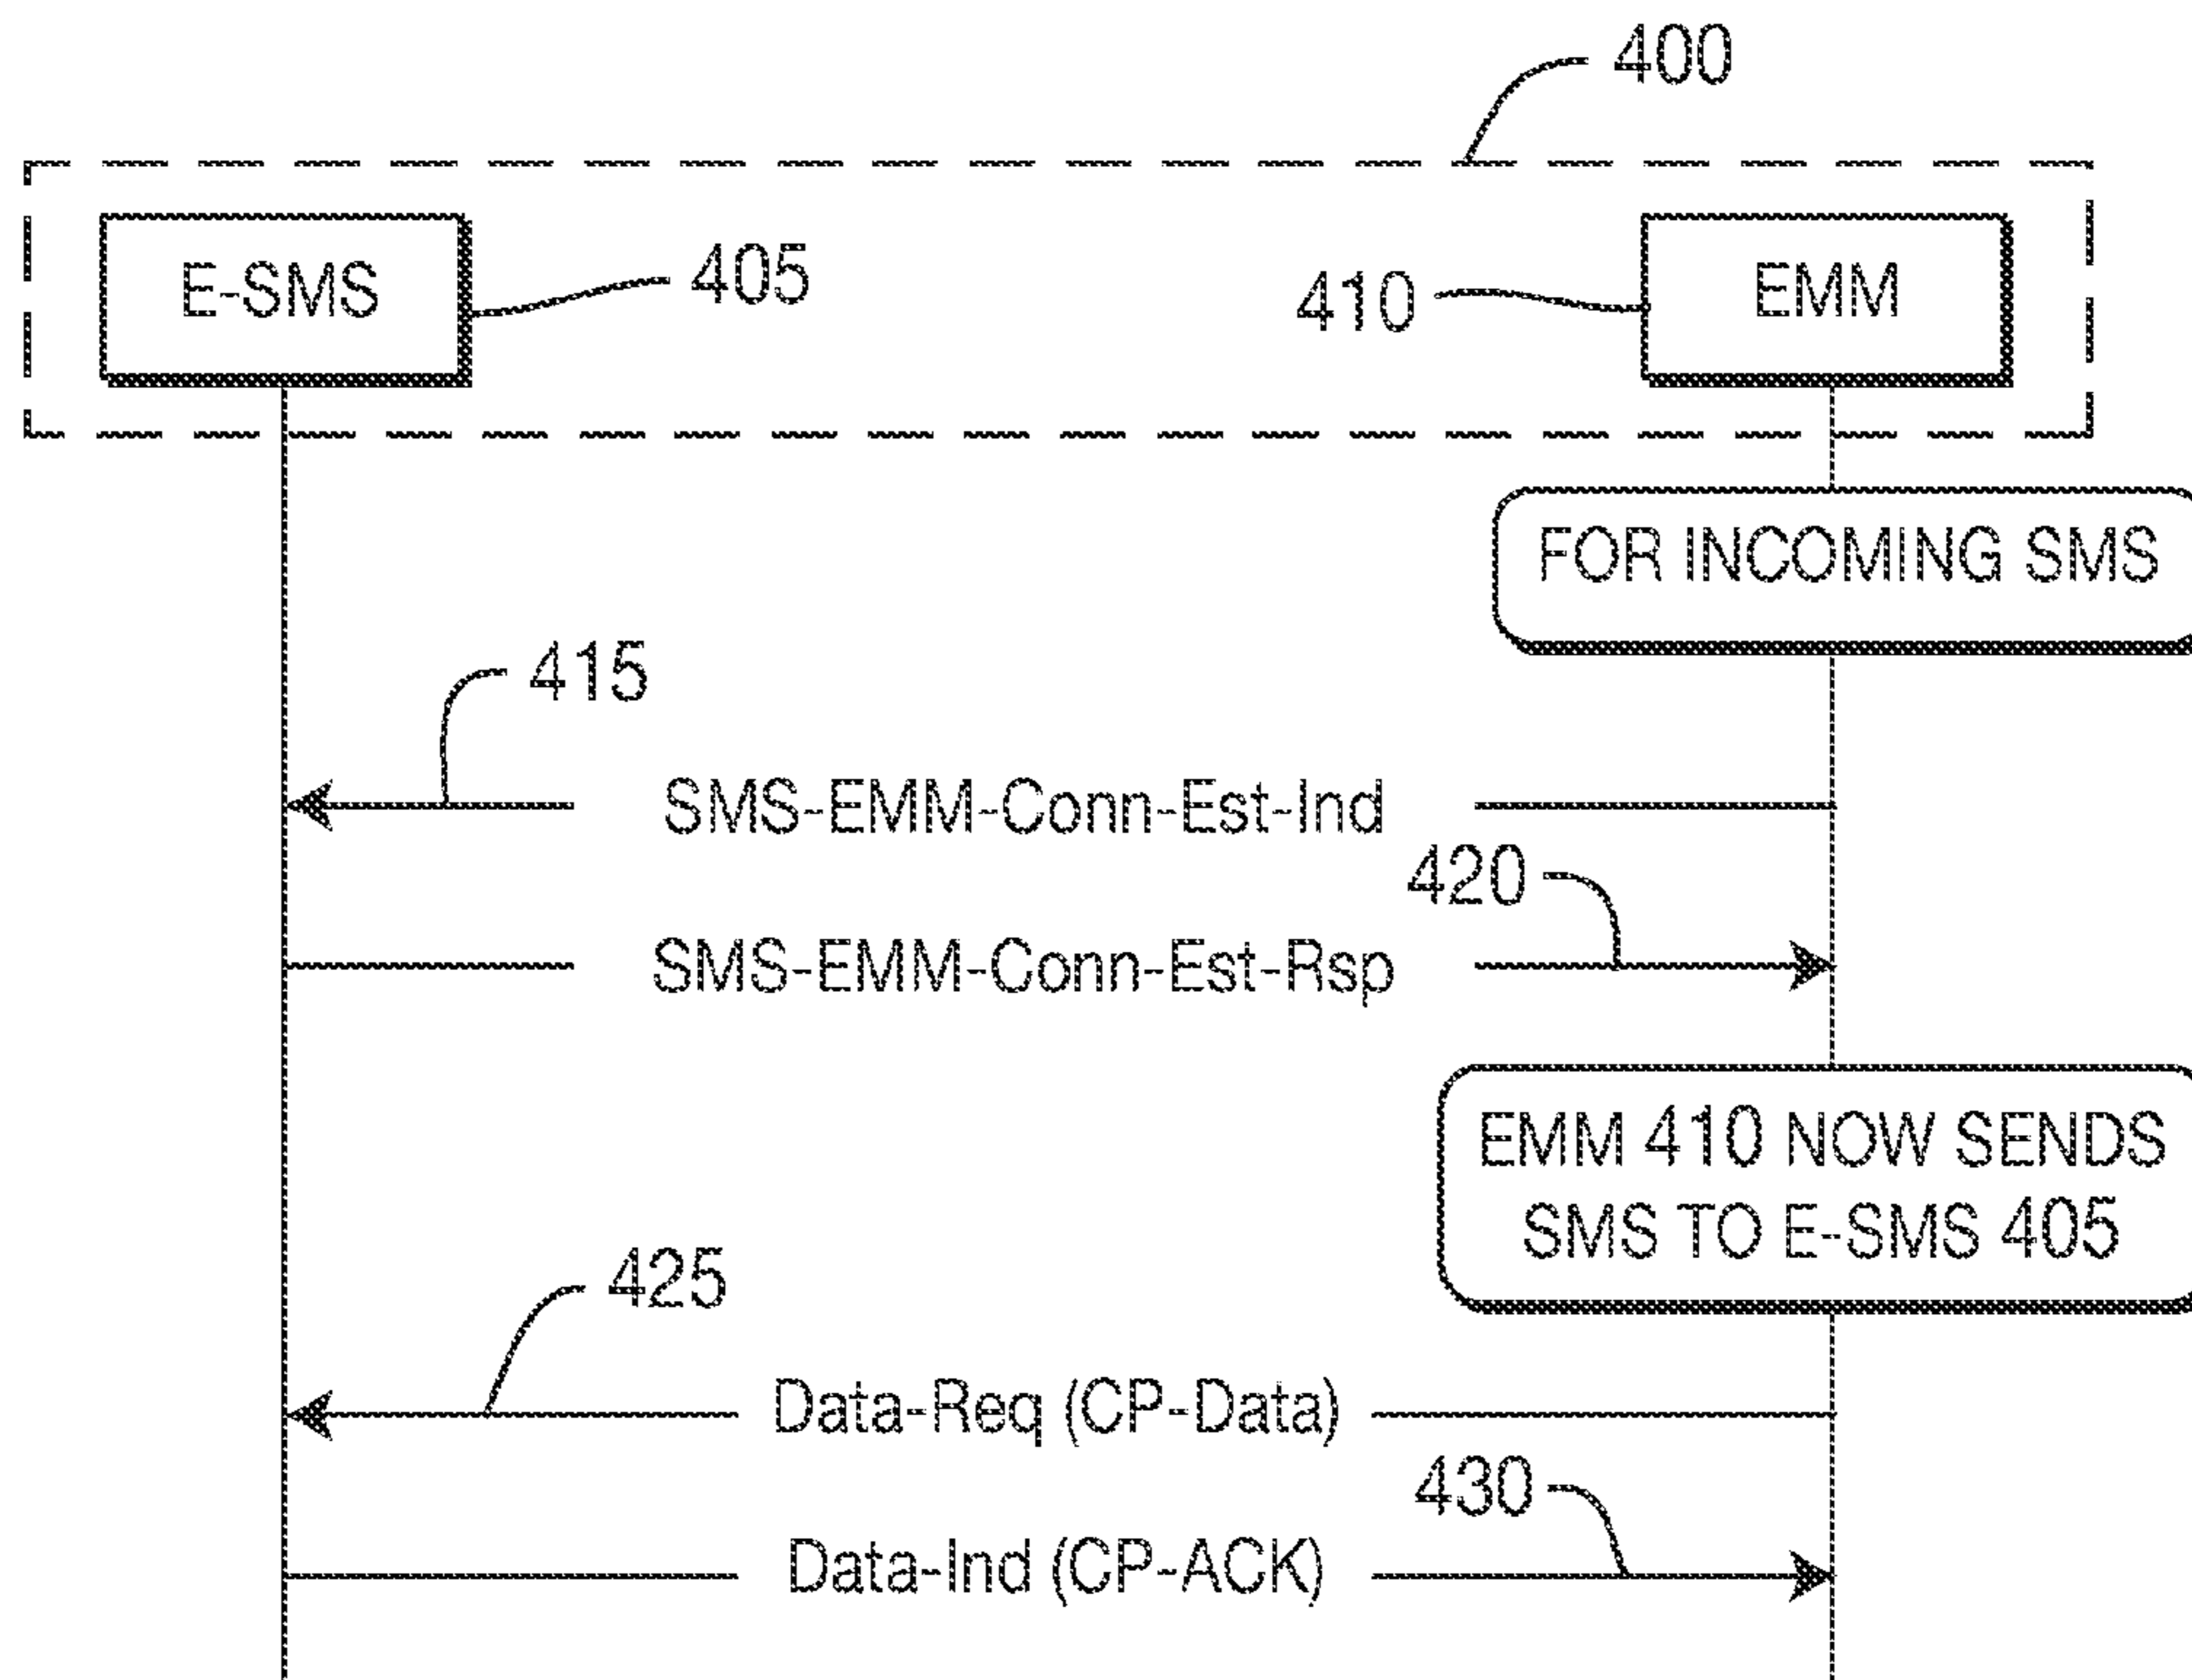 400
E-SMS
405
410
EMM
FOR INCOMING SMS
415
SMS-EMM-Conn-Est-Ind
420
SMS-EMM-Conn-Est-Rsp
EMM 410 NOW SENDS
SMS TO E-SMS 405
425
Data-Req (CP-Data)
430
Data-Ind (CP-ACK)